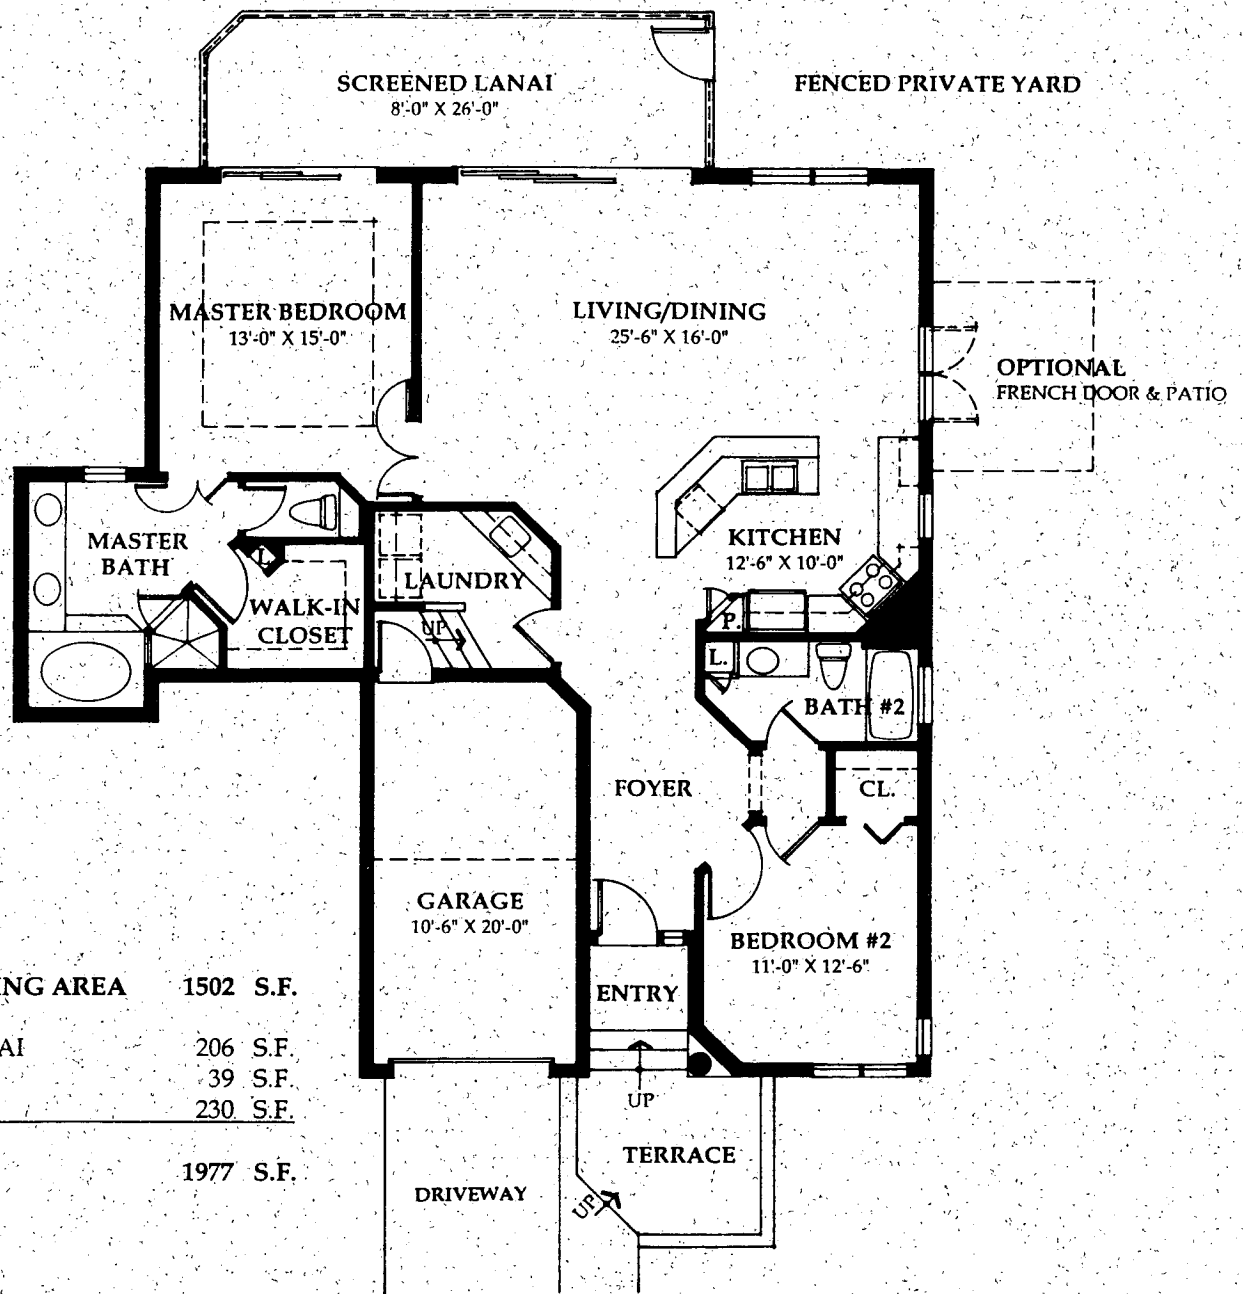 SCREENED LANAI
8'-0" X 26'-0"
FENCED PRIVATE YARD
MASTER BEDROOM
13'-0" X 15'-0"
LIVING/DINING
25'-6" X 16'-0"
OPTIONAL
FRENCH DOOR & PATIO
MASTER
BATH
L.
WALK-IN
CLOSET
LAUNDRY
UP
KITCHEN
12'-6" X 10'-0"
P.
L.
BATH #2
FOYER
CL.
GARAGE
10'-6" X 20'-0"
BEDROOM #2
11'-0" X 12'-6"
ENTRY
UP
TERRACE
UP
DRIVEWAY
NG AREA 1502 S.F.
AI 206 S.F.
39 S.F.
230 S.F.
1977 S.F.